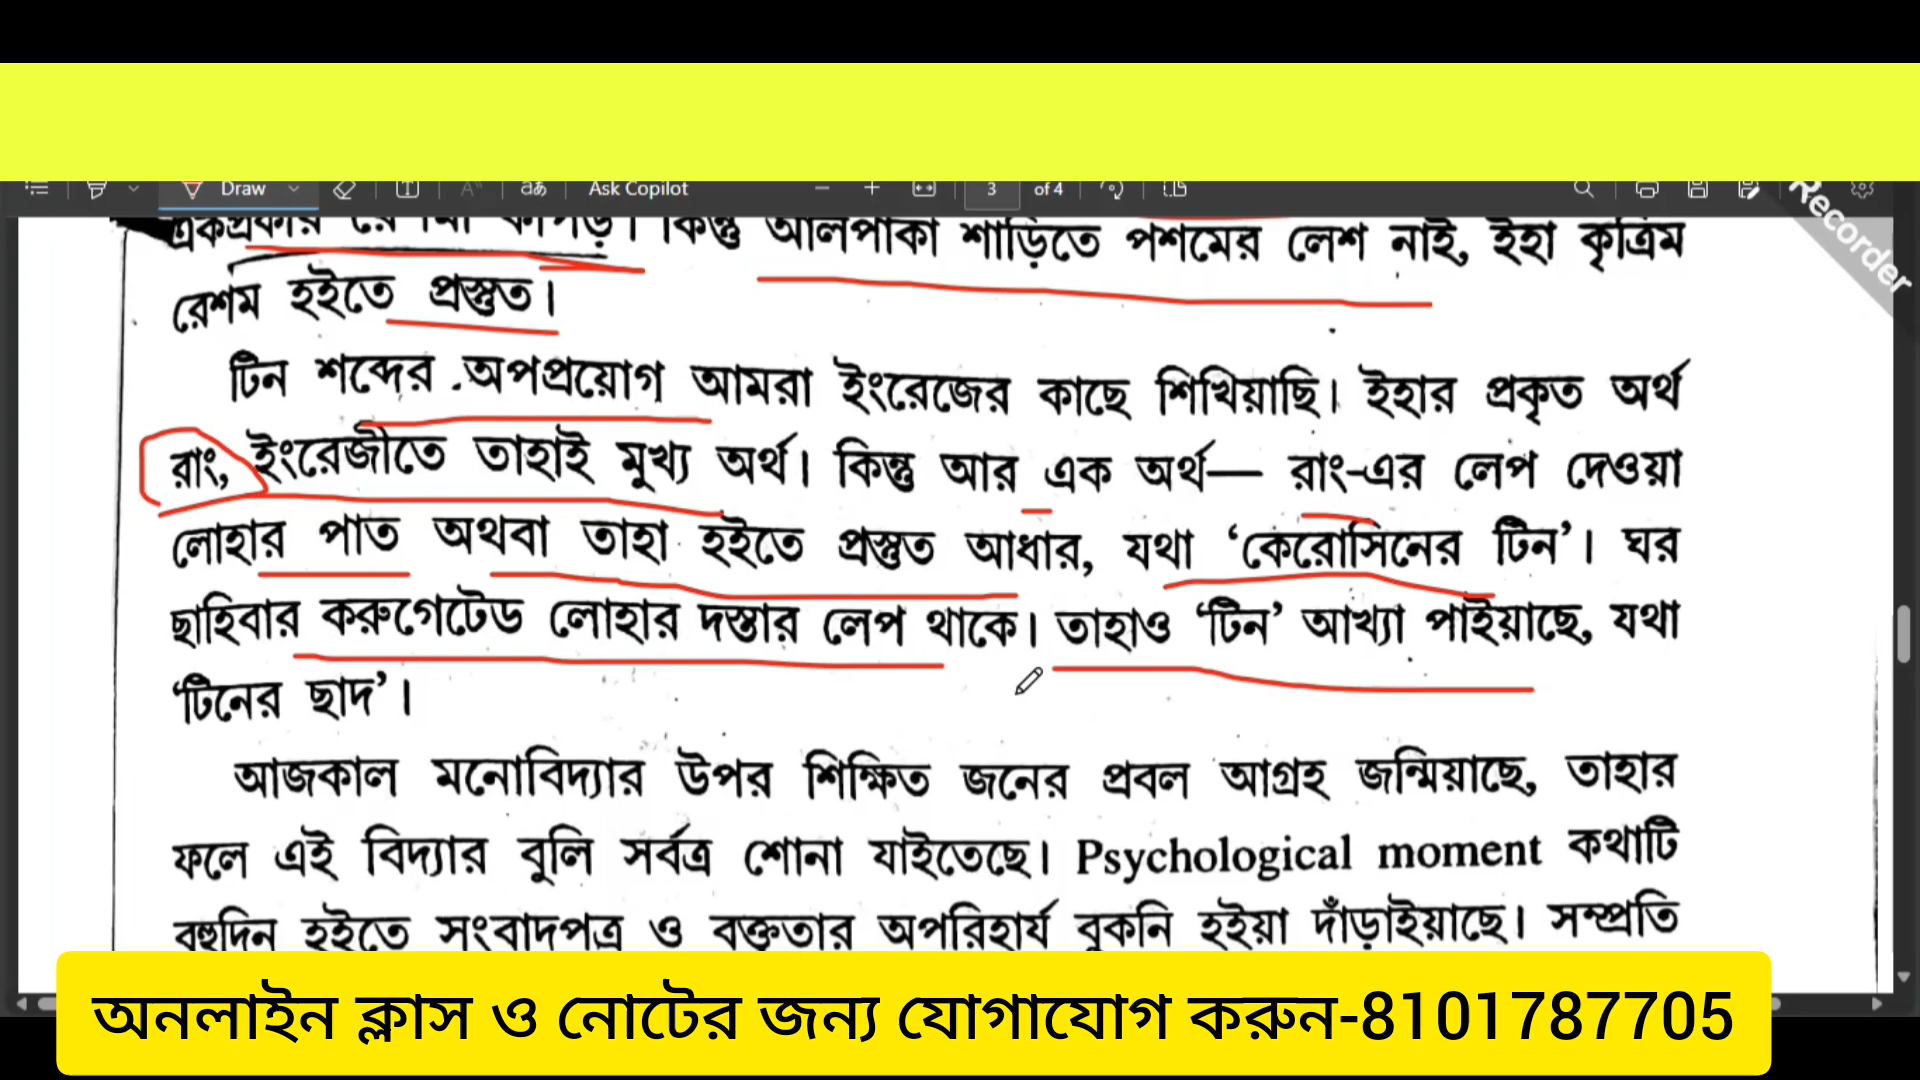 Draw Ask Copilot 3 of 4
Recorder
একপ্রকার কাপড়। কিন্তু আলপাকা শাড়িতে পশমের লেশ নাই, ইহা কৃত্রিম
রেশম হইতে প্রস্তুত।
টিন শব্দের অপপ্রয়োগ আমরা ইংরেজের কাছে শিখিয়াছি। ইহার প্রকৃত অর্থ
রাং, ইংরেজীতে তাহাই মুখ্য অর্থ। কিন্তু আর এক অর্থ— রাং-এর লেপ দেওয়া
লোহার পাত অথবা তাহা হইতে প্রস্তুত আধার, যথা ‘কেরোসিনের টিন’। ঘর
ছাহিবার করুগেটেড লোহার দস্তার লেপ থাকে। তাহাও ‘টিন’ আখ্যা পাইয়াছে, যথা
‘টিনের ছাদ’।
আজকাল মনোবিদ্যার উপর শিক্ষিত জনের প্রবল আগ্রহ জন্মিয়াছে, তাহার
ফলে এই বিদ্যার বুলি সর্বত্র শোনা যাইতেছে। Psychological moment কথাটি
বহুদিন হইতে সংবাদপত্র ও বক্তৃতার অপরিহার্য বুকনি হইয়া দাঁড়াইয়াছে। সম্প্রতি
অনলাইন ক্লাস ও নোটের জন্য যোগাযোগ করুন-8101787705